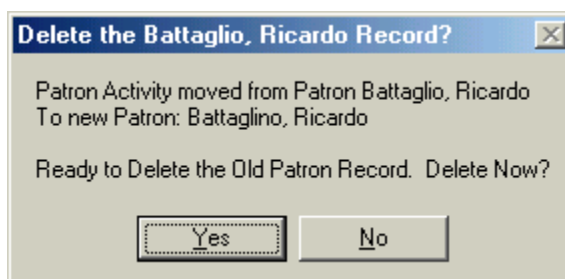 Delete the Battaglio, Ricardo Record?
Patron Activity moved from Patron Battaglio, Ricardo
To new Patron: Battaglino, Ricardo
Ready to Delete the Old Patron Record.  Delete Now?
Yes
No